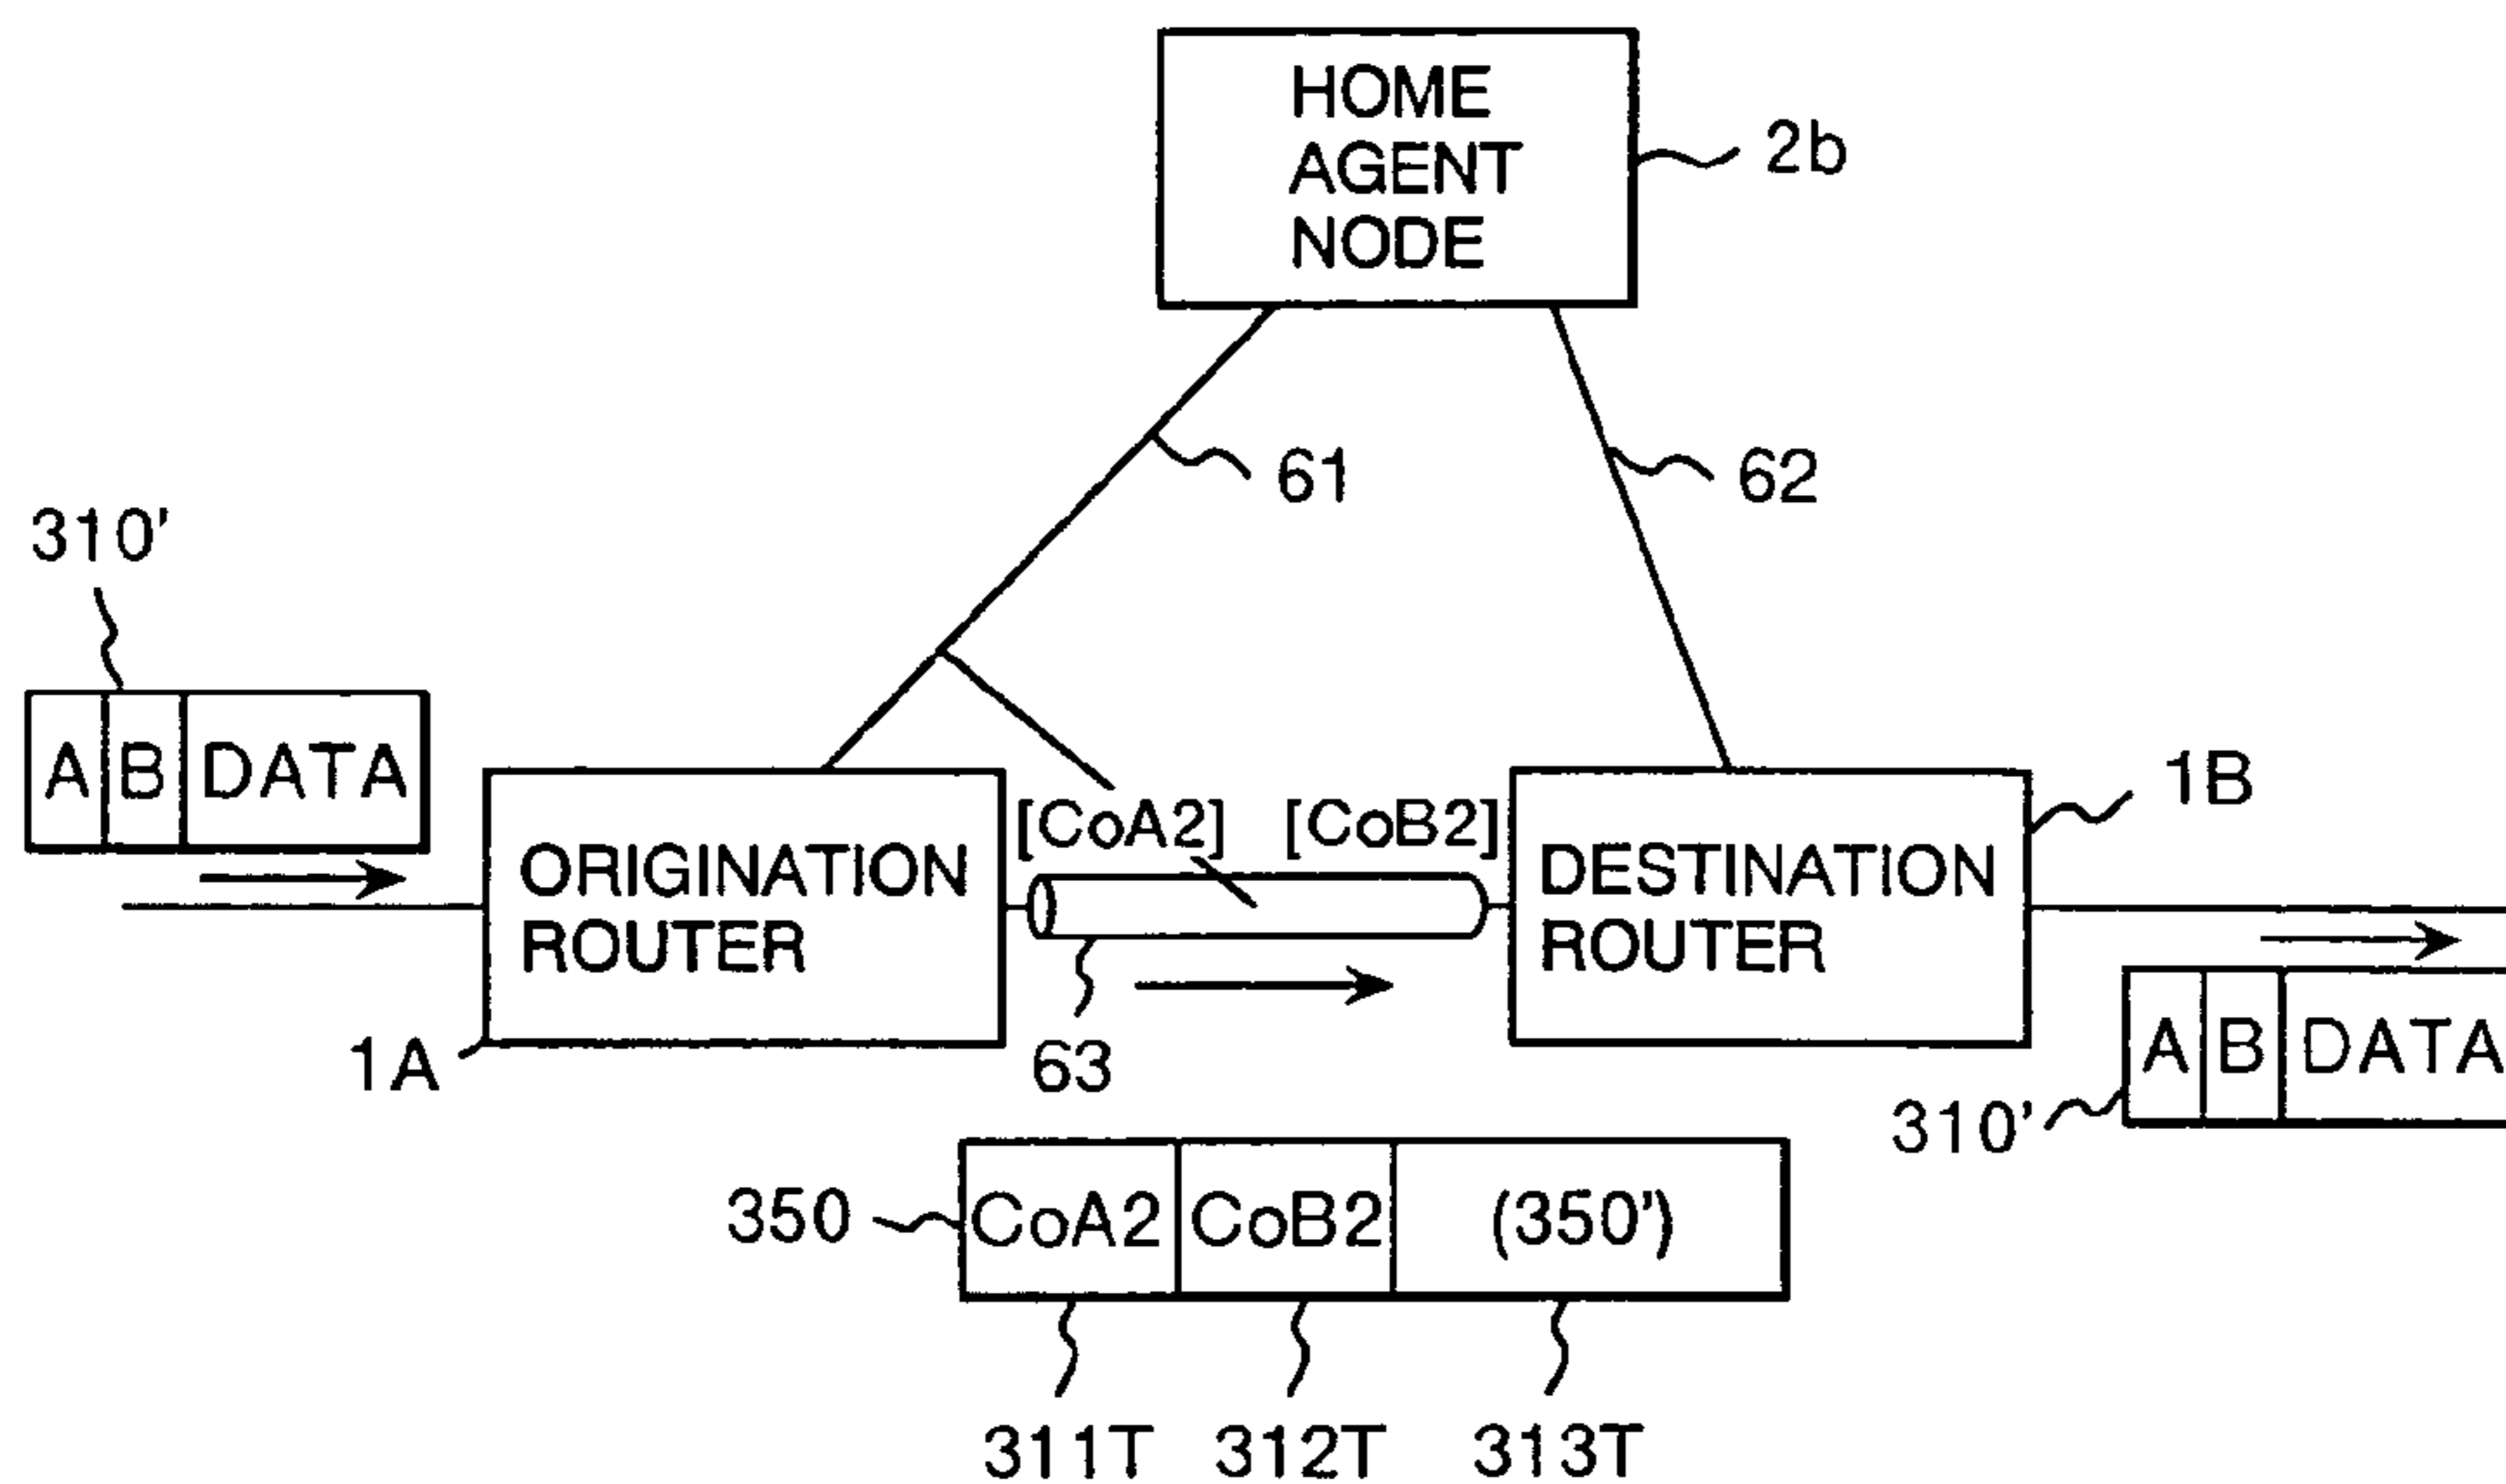 HOME
AGENT
NODE
2b
61
62
310'
A B DATA
1B
[CoA2] [CoB2]
ORIGINATION
ROUTER
DESTINATION
ROUTER
1A
63
A B DATA
310'
350
CoA2 CoB2 (350')
311T 312T 313T